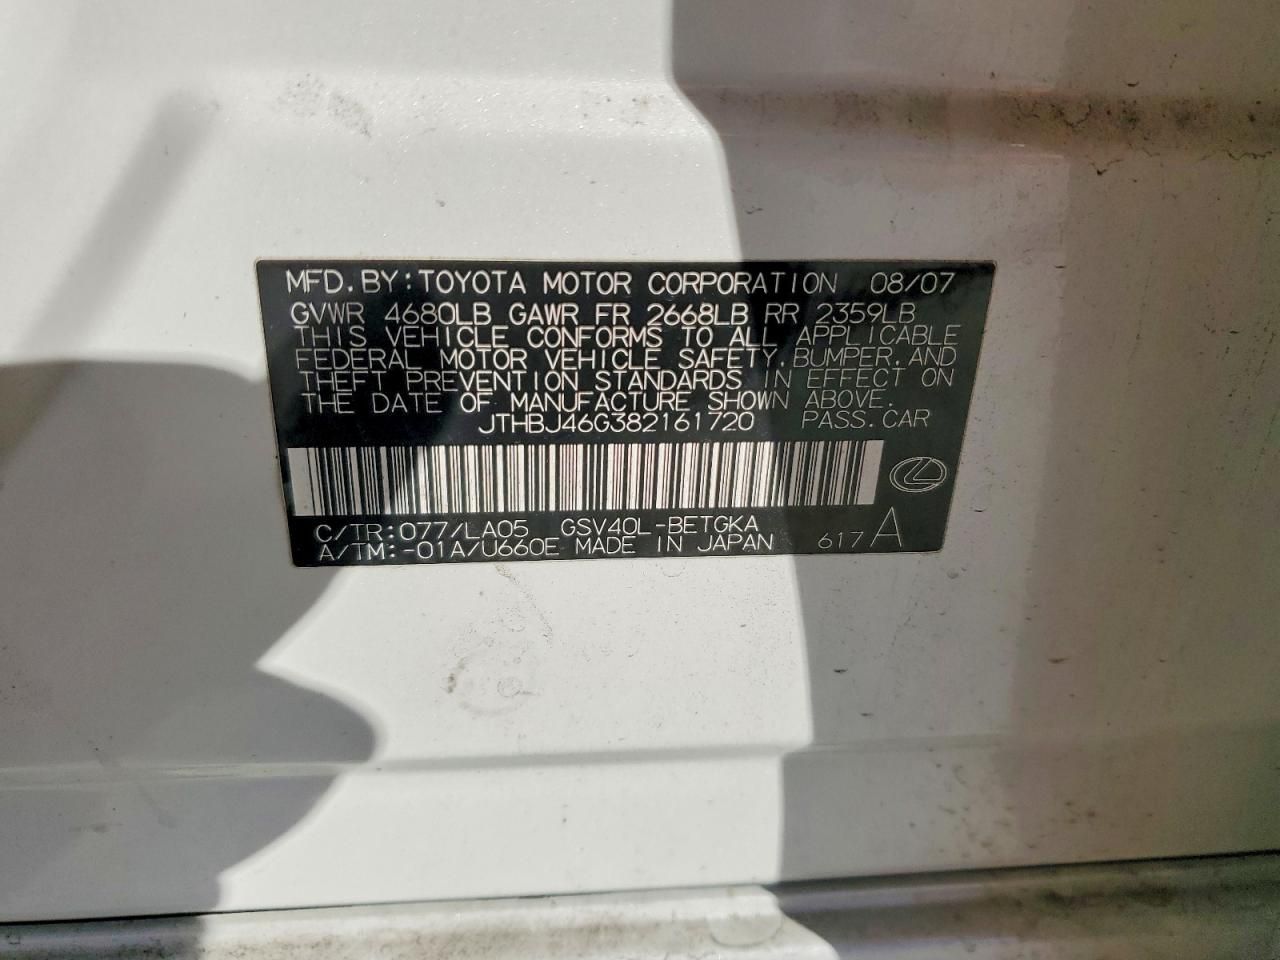 MFD. BY: TOYOTA MOTOR CORPORATION 08/07
GVWR 4680LB GAWR FR 2668LB RR 2359LB
THIS VEHICLE CONFORMS TO ALL APPLICABLE
FEDERAL MOTOR VEHICLE SAFETY, BUMPER, AND
THEFT PREVENTION STANDARDS IN EFFECT ON
THE DATE OF MANUFACTURE SHOWN ABOVE.
JTHBJ46G382161720 PASS. CAR
C/TR: 077/LA05 GSV40L-BETGKA
A/TM: -01A/U660E MADE IN JAPAN 617 A